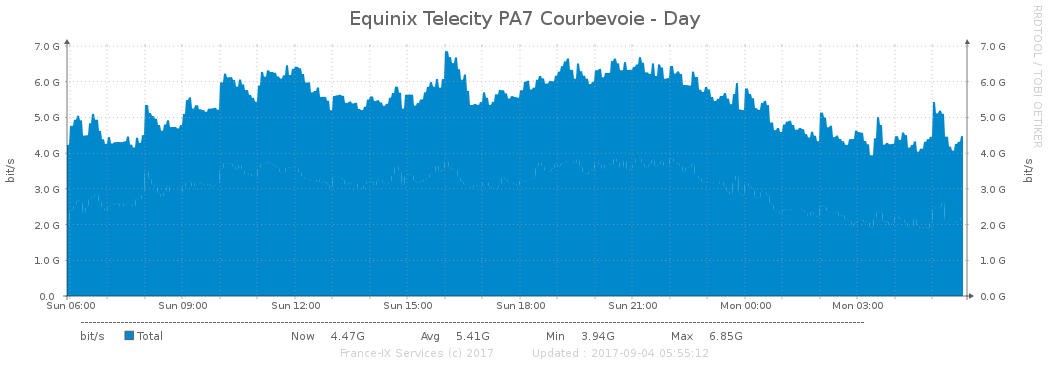 Equinix Telecity PA7 Courbevoie - Day
RRDTOOL / TOBI OETIKER
bit/s
7.0 G 7.0 G
6.0 G 6.0 G
5.0 G 5.0 G
4.0 G 4.0 G
3.0 G 3.0 G
2.0 G 2.0 G
1.0 G 1.0 G
0.0 0.0 G
bit/s
Sun 06:00 Sun 09:00 Sun 12:00 Sun 15:00 Sun 18:00 Sun 21:00 Mon 00:00 Mon 03:00
bit/s Total Now 4.47G Avg 5.41G Min 3.94G Max 6.85G
France-IX Services (c) 2017 Updated : 2017-09-04 05:55:12